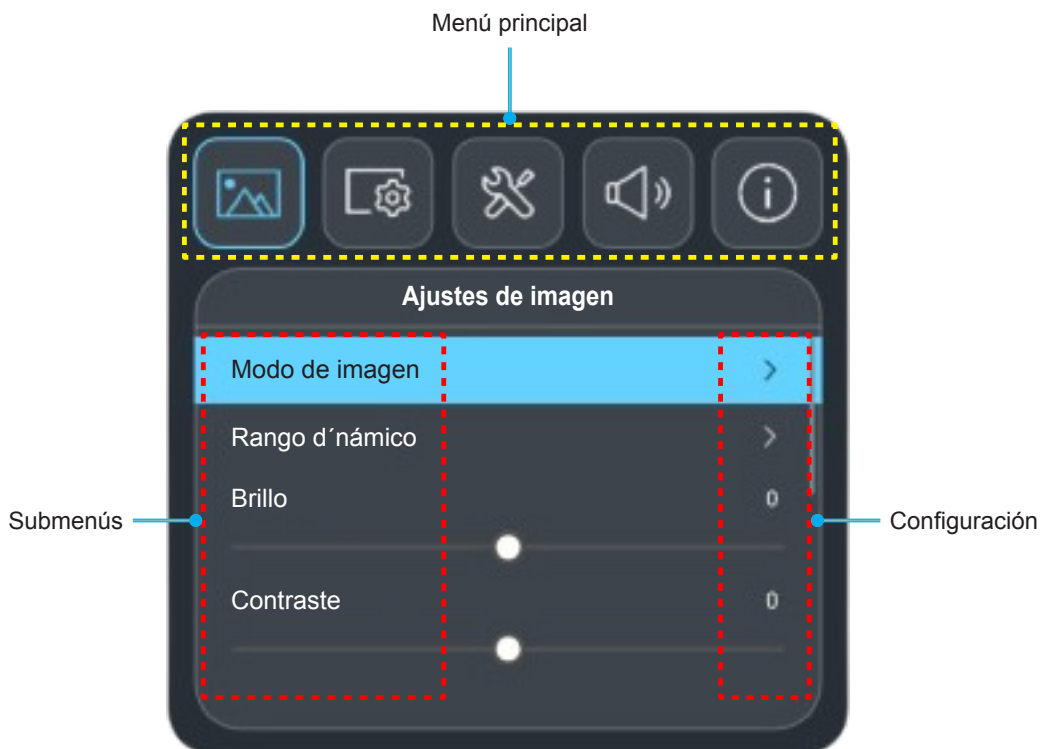 Menú principal
Ajustes de imagen
Modo de imagen
Rango d´námico
Brillo 0
Submenús
Configuración
Contraste 0